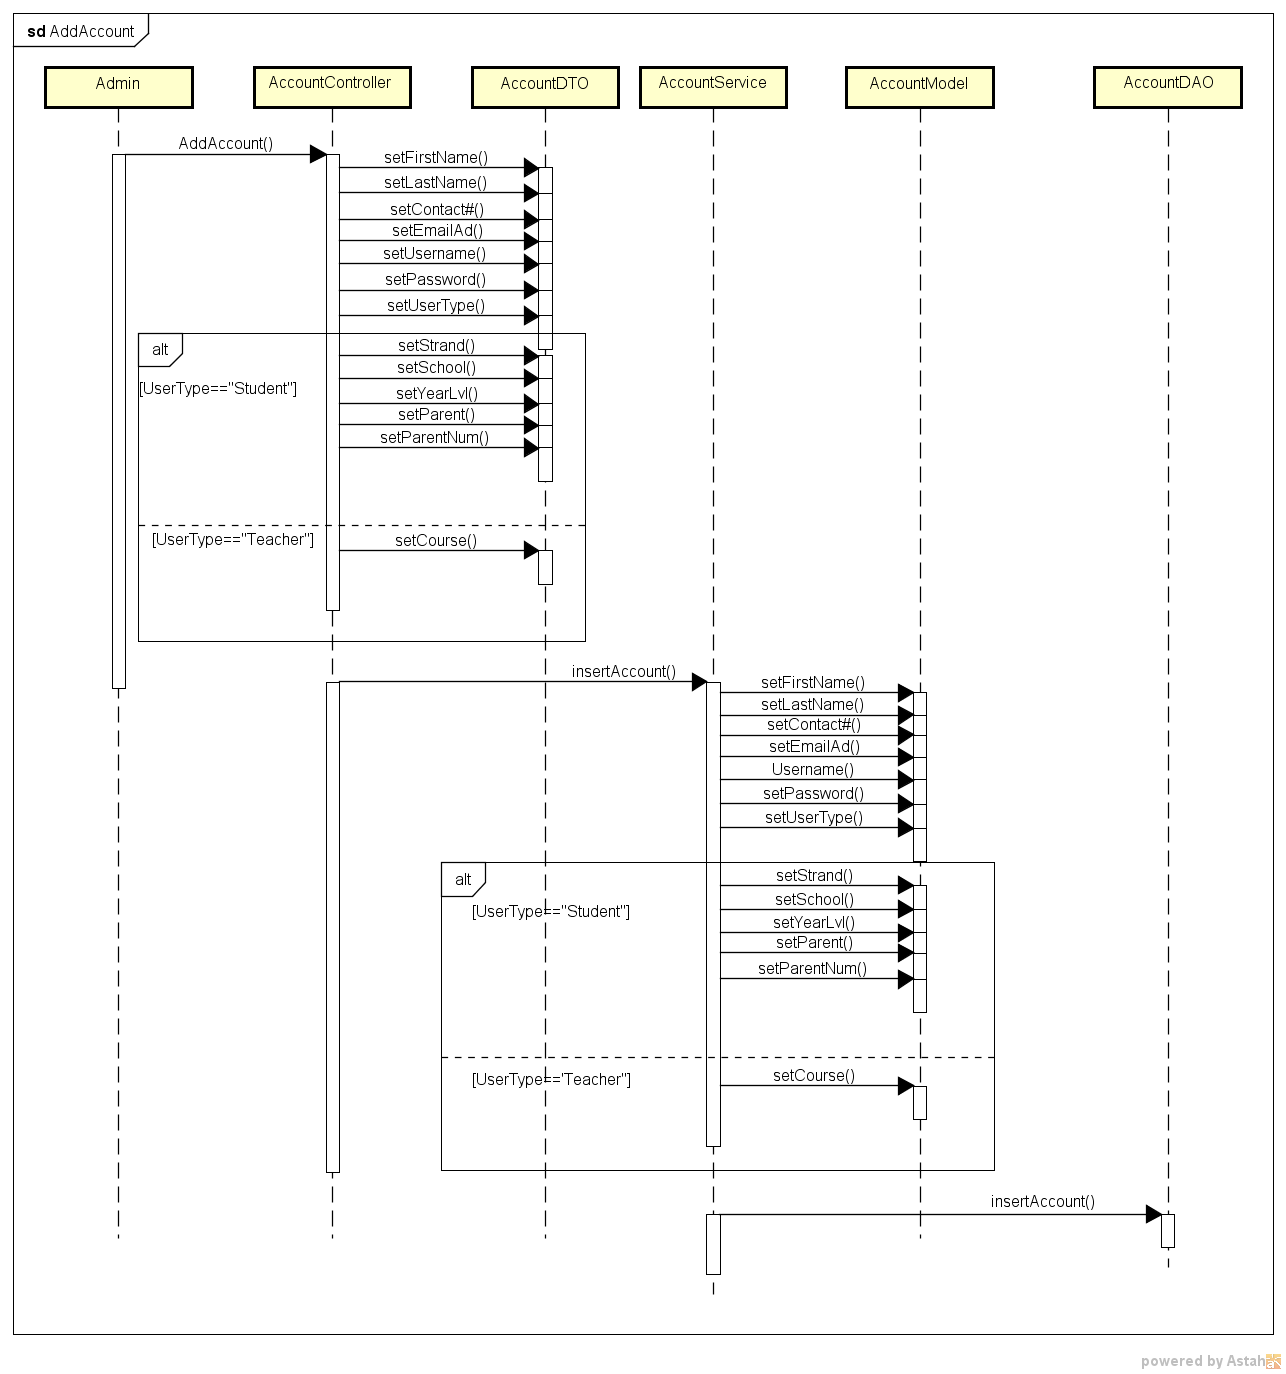 sd AddAccount
Admin
AccountController
AccountDTO
AccountService
AccountModel
AccountDAO
AddAccount()
setFirstName()
setLastName()
setContact#()
setEmailAd()
setUsername()
setPassword()
setUserType()
alt
setStrand()
setSchool()
[UserType=="Student"]
setYearLvl()
setParent()
setParentNum()
[UserType=="Teacher"]
setCourse()
insertAccount()
setFirstName()
setLastName()
setContact#()
setEmailAd()
Username()
setPassword()
setUserType()
alt
setStrand()
setSchool()
[UserType=="Student"]
setYearLvl()
setParent()
setParentNum()
[UserType=='Teacher"]
setCourse()
insertAccount()
powered by Astah